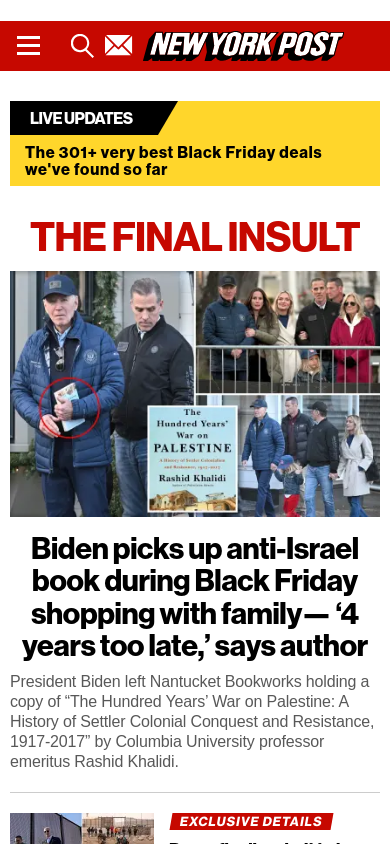 NEW YORK POST
LIVE UPDATES
The 301+ very best Black Friday deals
we've found so far
THE FINAL INSULT
The
Hundred Years'
War on
PALESTINE
A History of Settler Colonialism
and Resistance, 1917–2017
Rashid Khalidi
Biden picks up anti-Israel
book during Black Friday
shopping with family— ‘4
years too late,’ says author
President Biden left Nantucket Bookworks holding a
copy of “The Hundred Years’ War on Palestine: A
History of Settler Colonial Conquest and Resistance,
1917-2017” by Columbia University professor
emeritus Rashid Khalidi.
EXCLUSIVE DETAILS